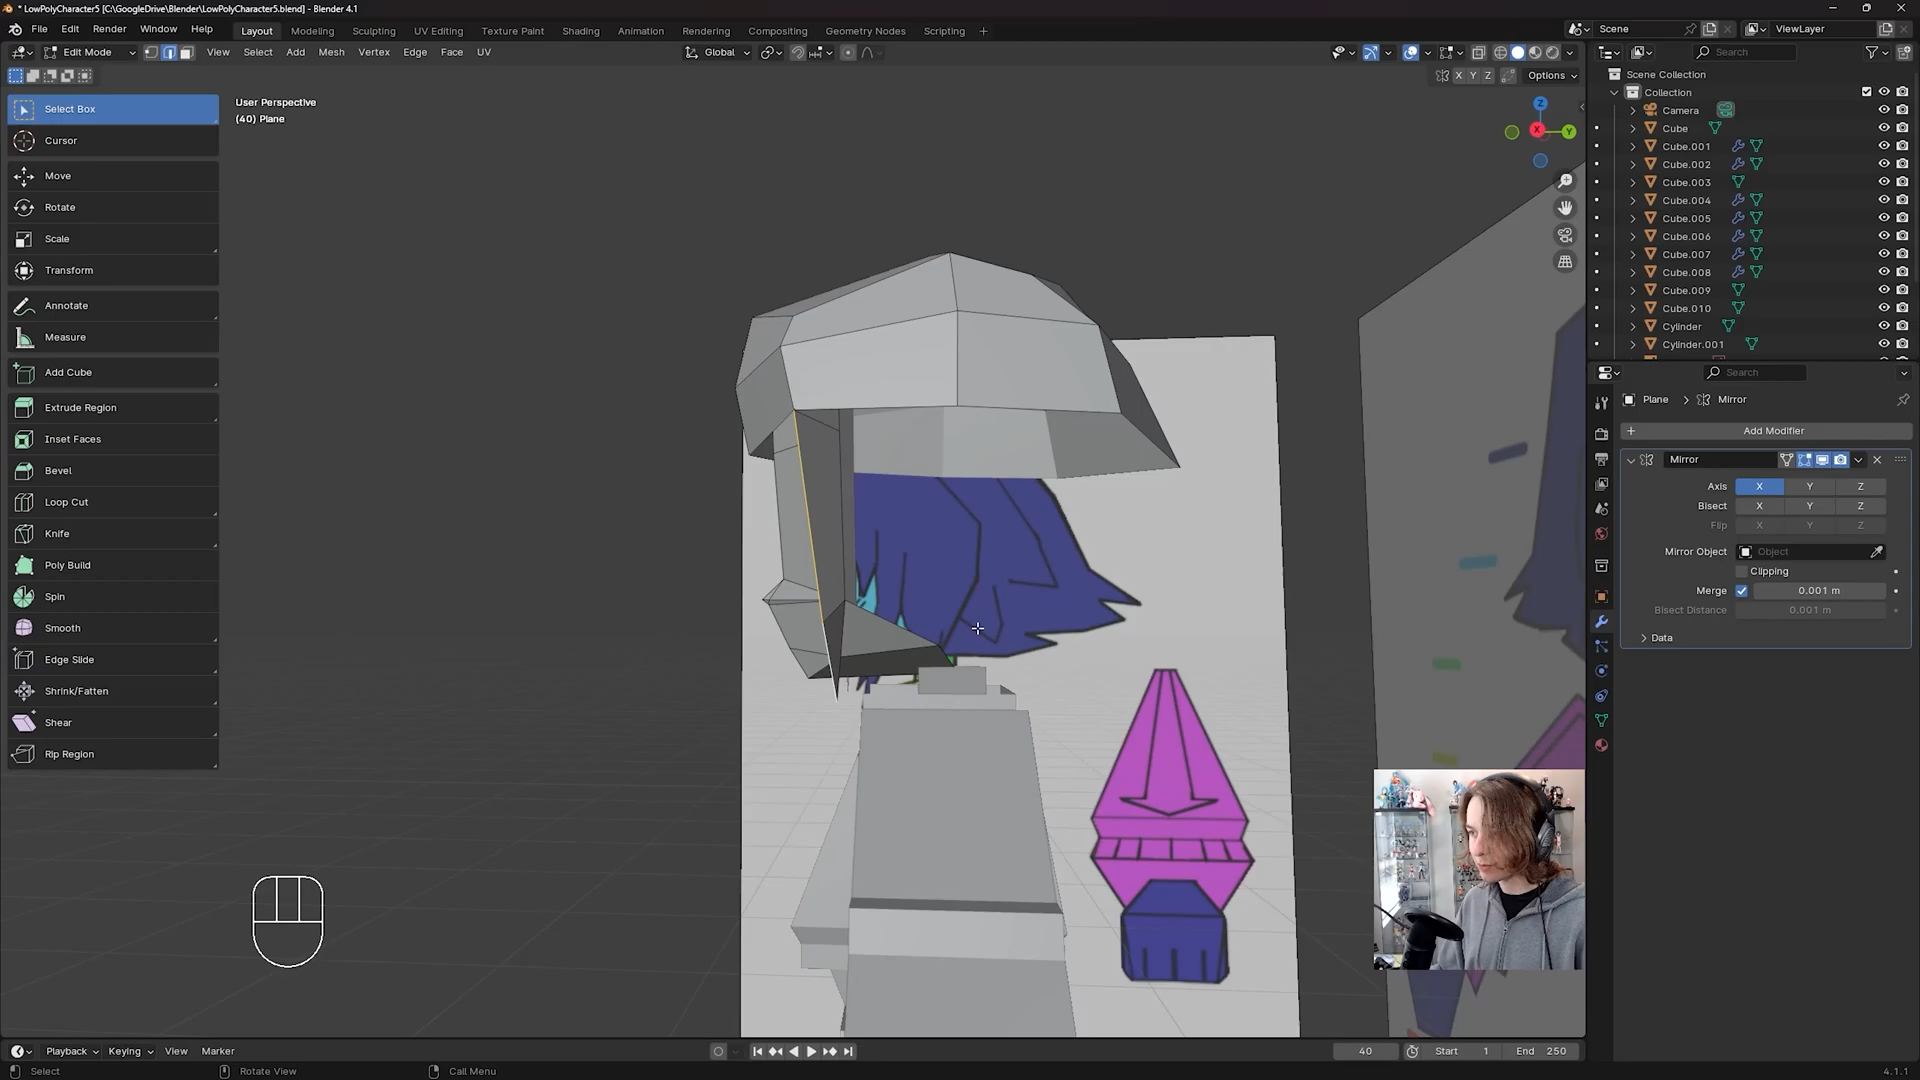 * LowPolyCharacter5 [C:\GoogleDrive\Blender\LowPolyCharacter5.blend] - Blender 4.1
File Edit Render Window Help
Layout Modeling Sculpting UV Editing Texture Paint Shading Animation Rendering Compositing Geometry Nodes Scripting +
Scene
ViewLayer
Edit Mode
View Select Add Mesh Vertex Edge Face UV
Global
Search
X Y Z
Options
Select Box
Cursor
Move
Rotate
Scale
Transform
Annotate
Measure
Add Cube
Extrude Region
Inset Faces
Bevel
Loop Cut
Knife
Poly Build
Spin
Smooth
Edge Slide
Shrink/Fatten
Shear
Rip Region
User Perspective
(40) Plane
Z
X
Y
Scene Collection
Collection
Camera
Cube
Cube.001
Cube.002
Cube.003
Cube.004
Cube.005
Cube.006
Cube.007
Cube.008
Cube.009
Cube.010
Cylinder
Cylinder.001
Search
Plane > Mirror
+ Add Modifier
Mirror
Axis X Y Z
Bisect X Y Z
Flip X Y Z
Mirror Object Object
Clipping
Merge 0.001 m
Bisect Distance 0.001 m
Data
Playback Keying View Marker
40 Start 1 End 250
Select Rotate View Call Menu
4.1.1